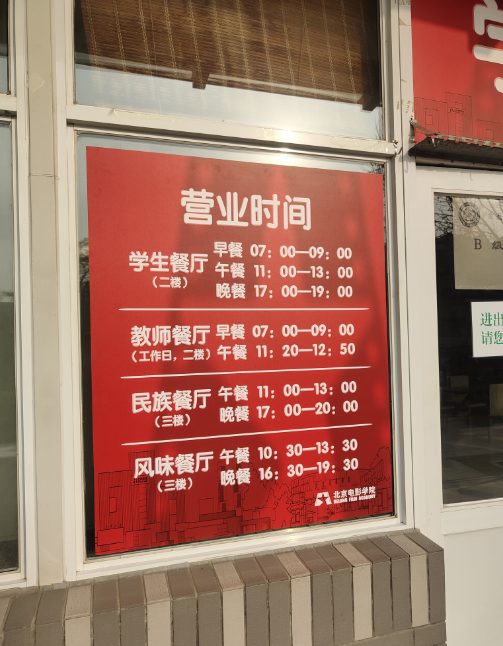 营业时间
学生餐厅 早餐 07：00—09：00
（二楼） 午餐 11：00—13：00
晚餐 17：00—19：00
教师餐厅 早餐 07：00—09：00
（工作日，二楼） 午餐 11：20—12：50
民族餐厅 午餐 11：00—13：00
（三楼） 晚餐 17：00—20：00
风味餐厅 午餐 10：30—13：30
（三楼） 晚餐 16：30—19：30
北京电影学院
BEIJING FILM ACADEMY
B 级
进出
请您